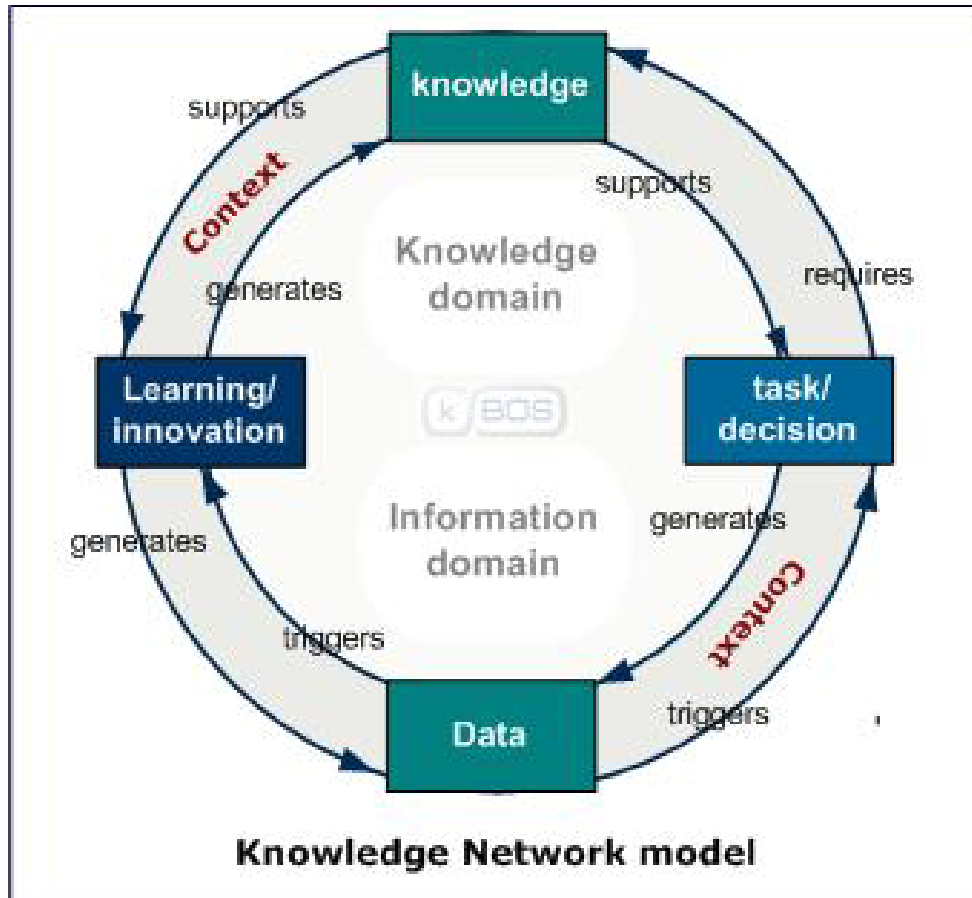 knowledge
supports
Context
supports
Knowledge
domain
generates
requires
Learning/
innovation
k BOS
task/
decision
Information
domain
generates
generates
Context
triggers
triggers
Data
Knowledge Network model